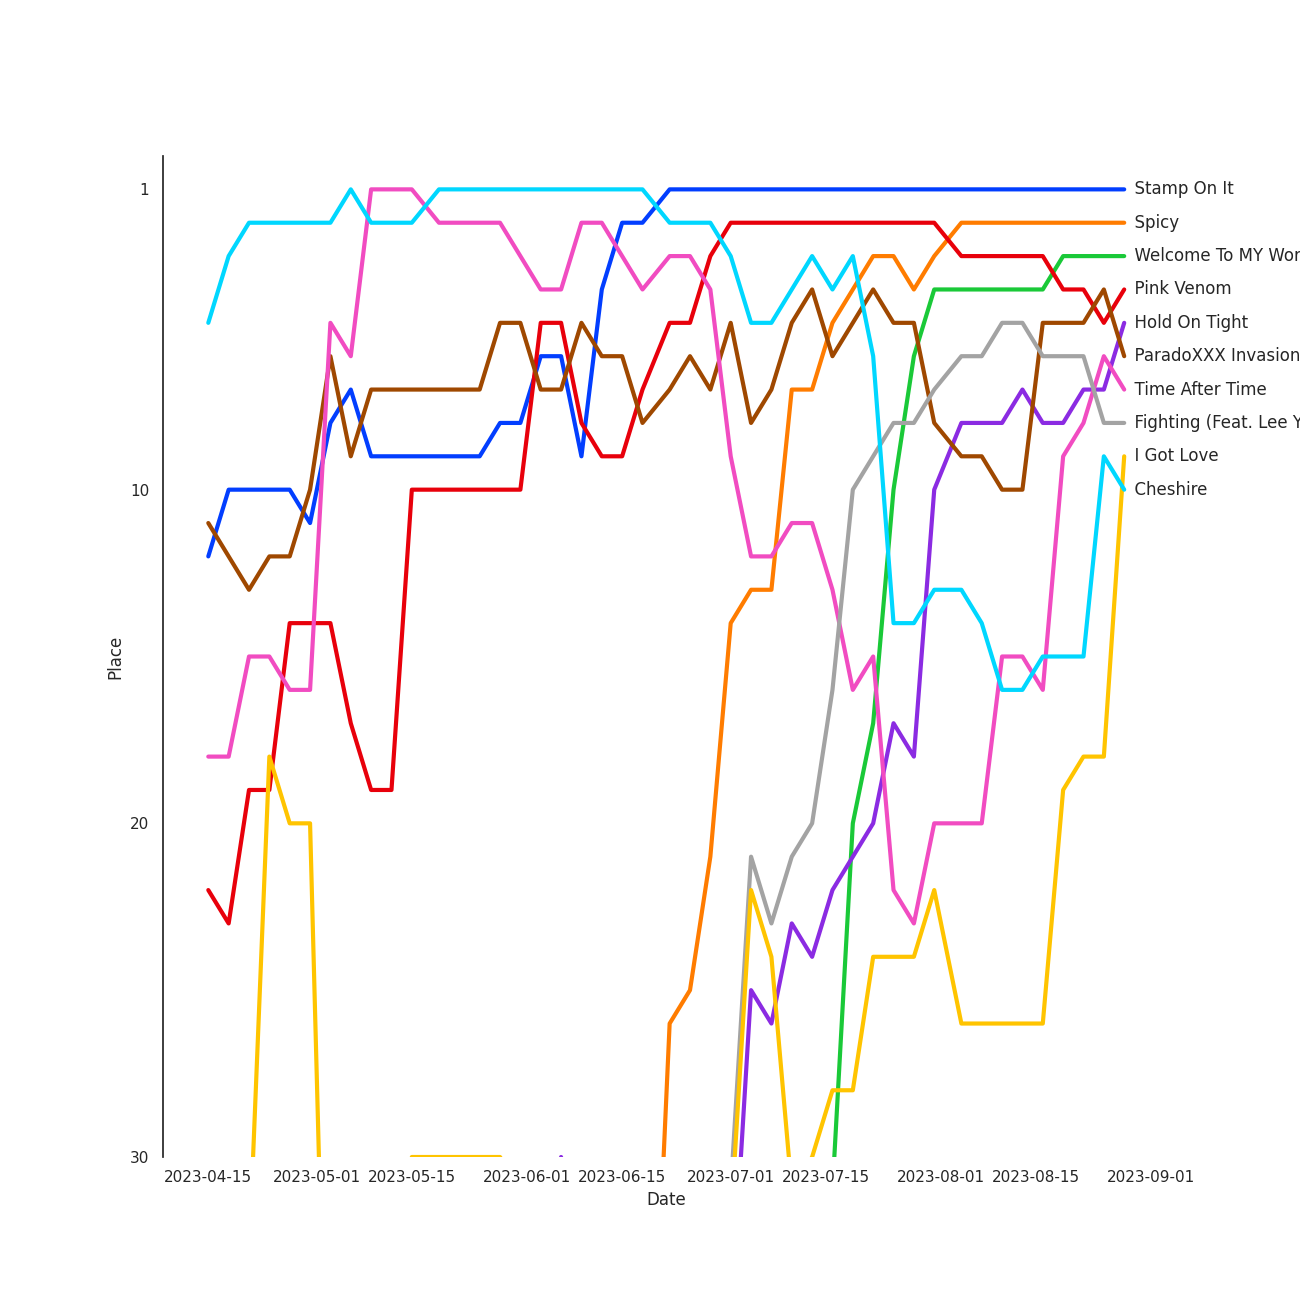 1
10
20
30
Place
Stamp On It
Spicy
Welcome To MY Wor
Pink Venom
Hold On Tight
ParadoXXX Invasion
Time After Time
Fighting (Feat. Lee Y
I Got Love
Cheshire
2023-04-15 2023-05-01 2023-05-15 2023-06-01 2023-06-15 2023-07-01 2023-07-15 2023-08-01 2023-08-15 2023-09-01
Date